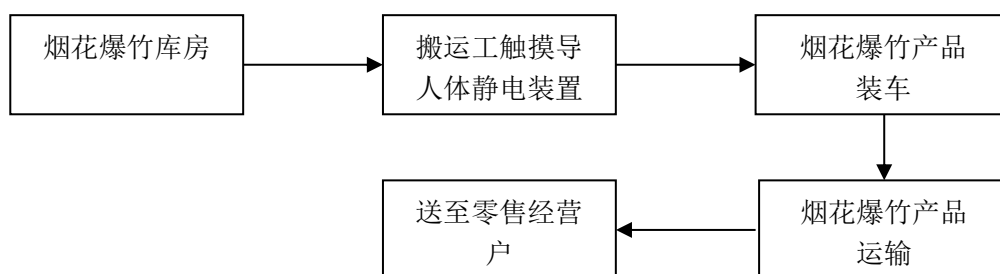 烟花爆竹库房
搬运工触摸导
人体静电装置
烟花爆竹产品
装车
烟花爆竹产品
运输
送至零售经营
户